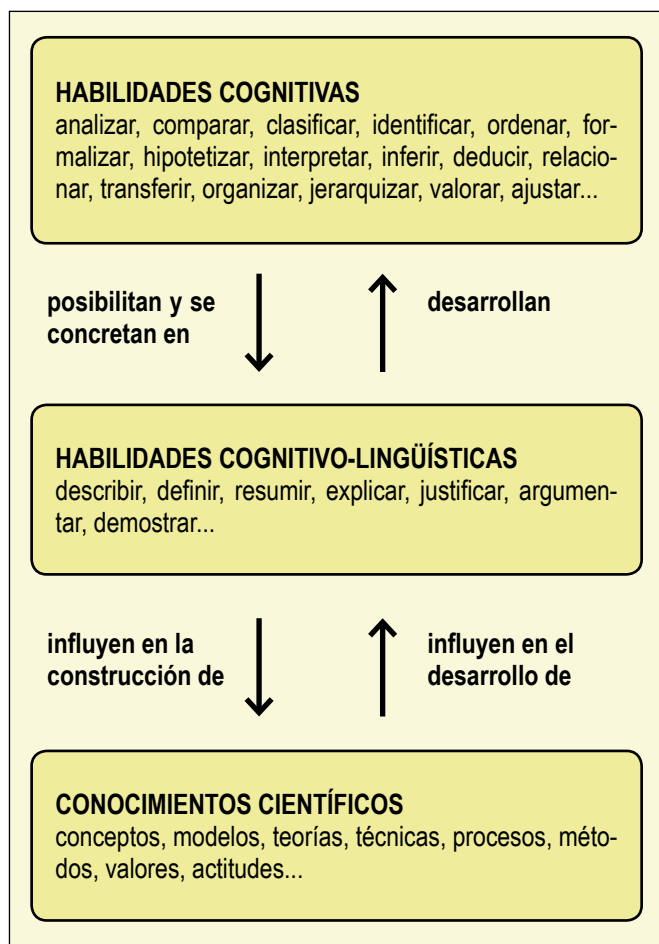 HABILIDADES COGNITIVAS
analizar, comparar, clasificar, identificar, ordenar, for-
malizar, hipotetizar, interpretar, inferir, deducir, relacio-
nar, transferir, organizar, jerarquizar, valorar, ajustar...
posibilitan y se
concretan en
desarrollan
HABILIDADES COGNITIVO-LINGÜÍSTICAS
describir, definir, resumir, explicar, justificar, argumen-
tar, demostrar...
influyen en la
construcción de
influyen en el
desarrollo de
CONOCIMIENTOS CIENTÍFICOS
conceptos, modelos, teorías, técnicas, procesos, méto-
dos, valores, actitudes...